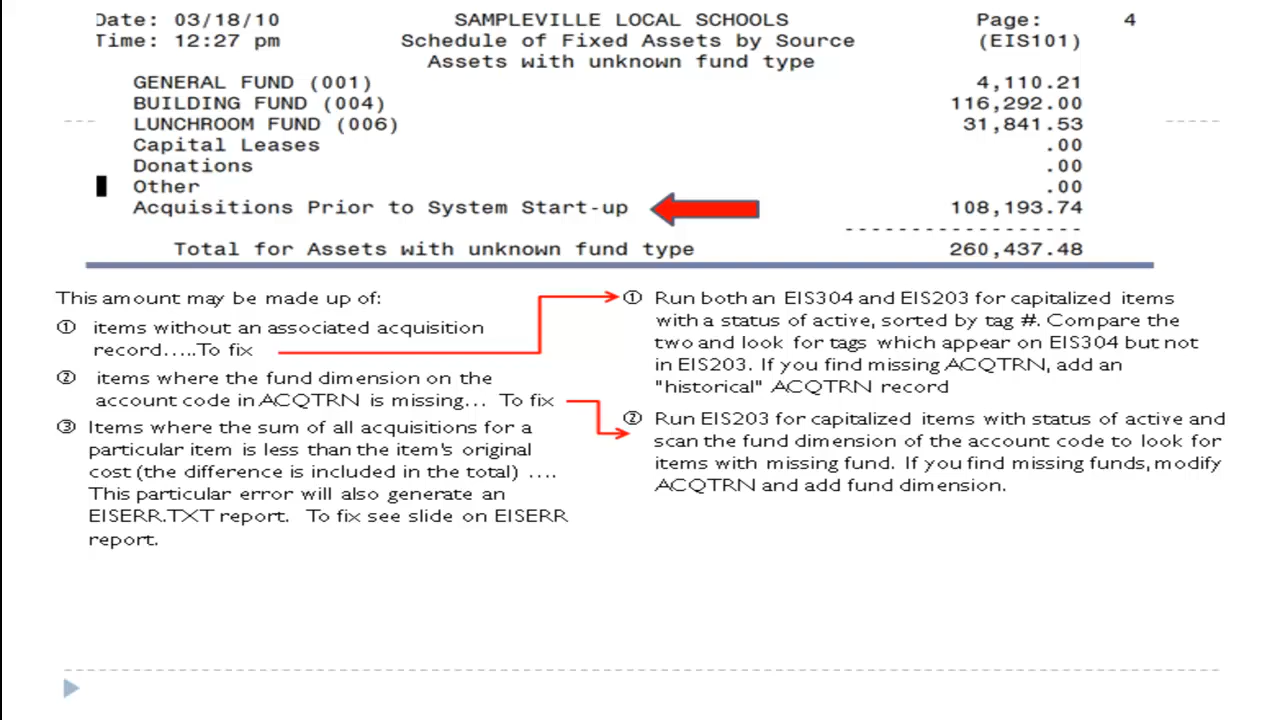 Date: 03/18/10 SAMPLEVILLE LOCAL SCHOOLS Page: 4
Time: 12:27 pm Schedule of Fixed Assets by Source (EIS101)
Assets with unknown fund type
GENERAL FUND (001) 4,110.21
BUILDING FUND (004) 116,292.00
LUNCHROOM FUND (006) 31,841.53
Capital Leases .00
Donations .00
Other .00
Acquisitions Prior to System Start-up 108,193.74
------------------
Total for Assets with unknown fund type 260,437.48
This amount may be made up of:
① items without an associated acquisition
record…..To fix
② items where the fund dimension on the
account code in ACQTRN is missing… To fix
③ Items where the sum of all acquisitions for a
particular item is less than the item's original
cost (the difference is included in the total) ….
This particular error will also generate an
EISERR.TXT report. To fix see slide on EISERR
report.
① Run both an EIS304 and EIS203 for capitalized items
with a status of active, sorted by tag #. Compare the
two and look for tags which appear on EIS304 but not
in EIS203. If you find missing ACQTRN, add an
"historical" ACQTRN record
② Run EIS203 for capitalized items with status of active and
scan the fund dimension of the account code to look for
items with missing fund. If you find missing funds, modify
ACQTRN and add fund dimension.